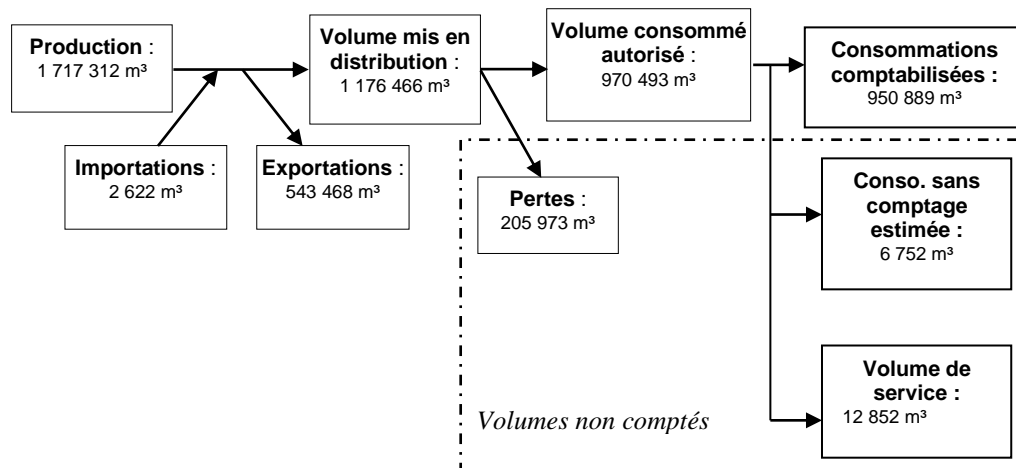 Production :
1 717 312 m³
Volume mis en
distribution :
1 176 466 m³
Volume consommé
autorisé :
970 493 m³
Consommations
comptabilisées :
950 889 m³
Importations :
2 622 m³
Exportations :
543 468 m³
Pertes :
205 973 m³
Conso. sans
comptage
estimée :
6 752 m³
Volume de
service :
12 852 m³
Volumes non comptés